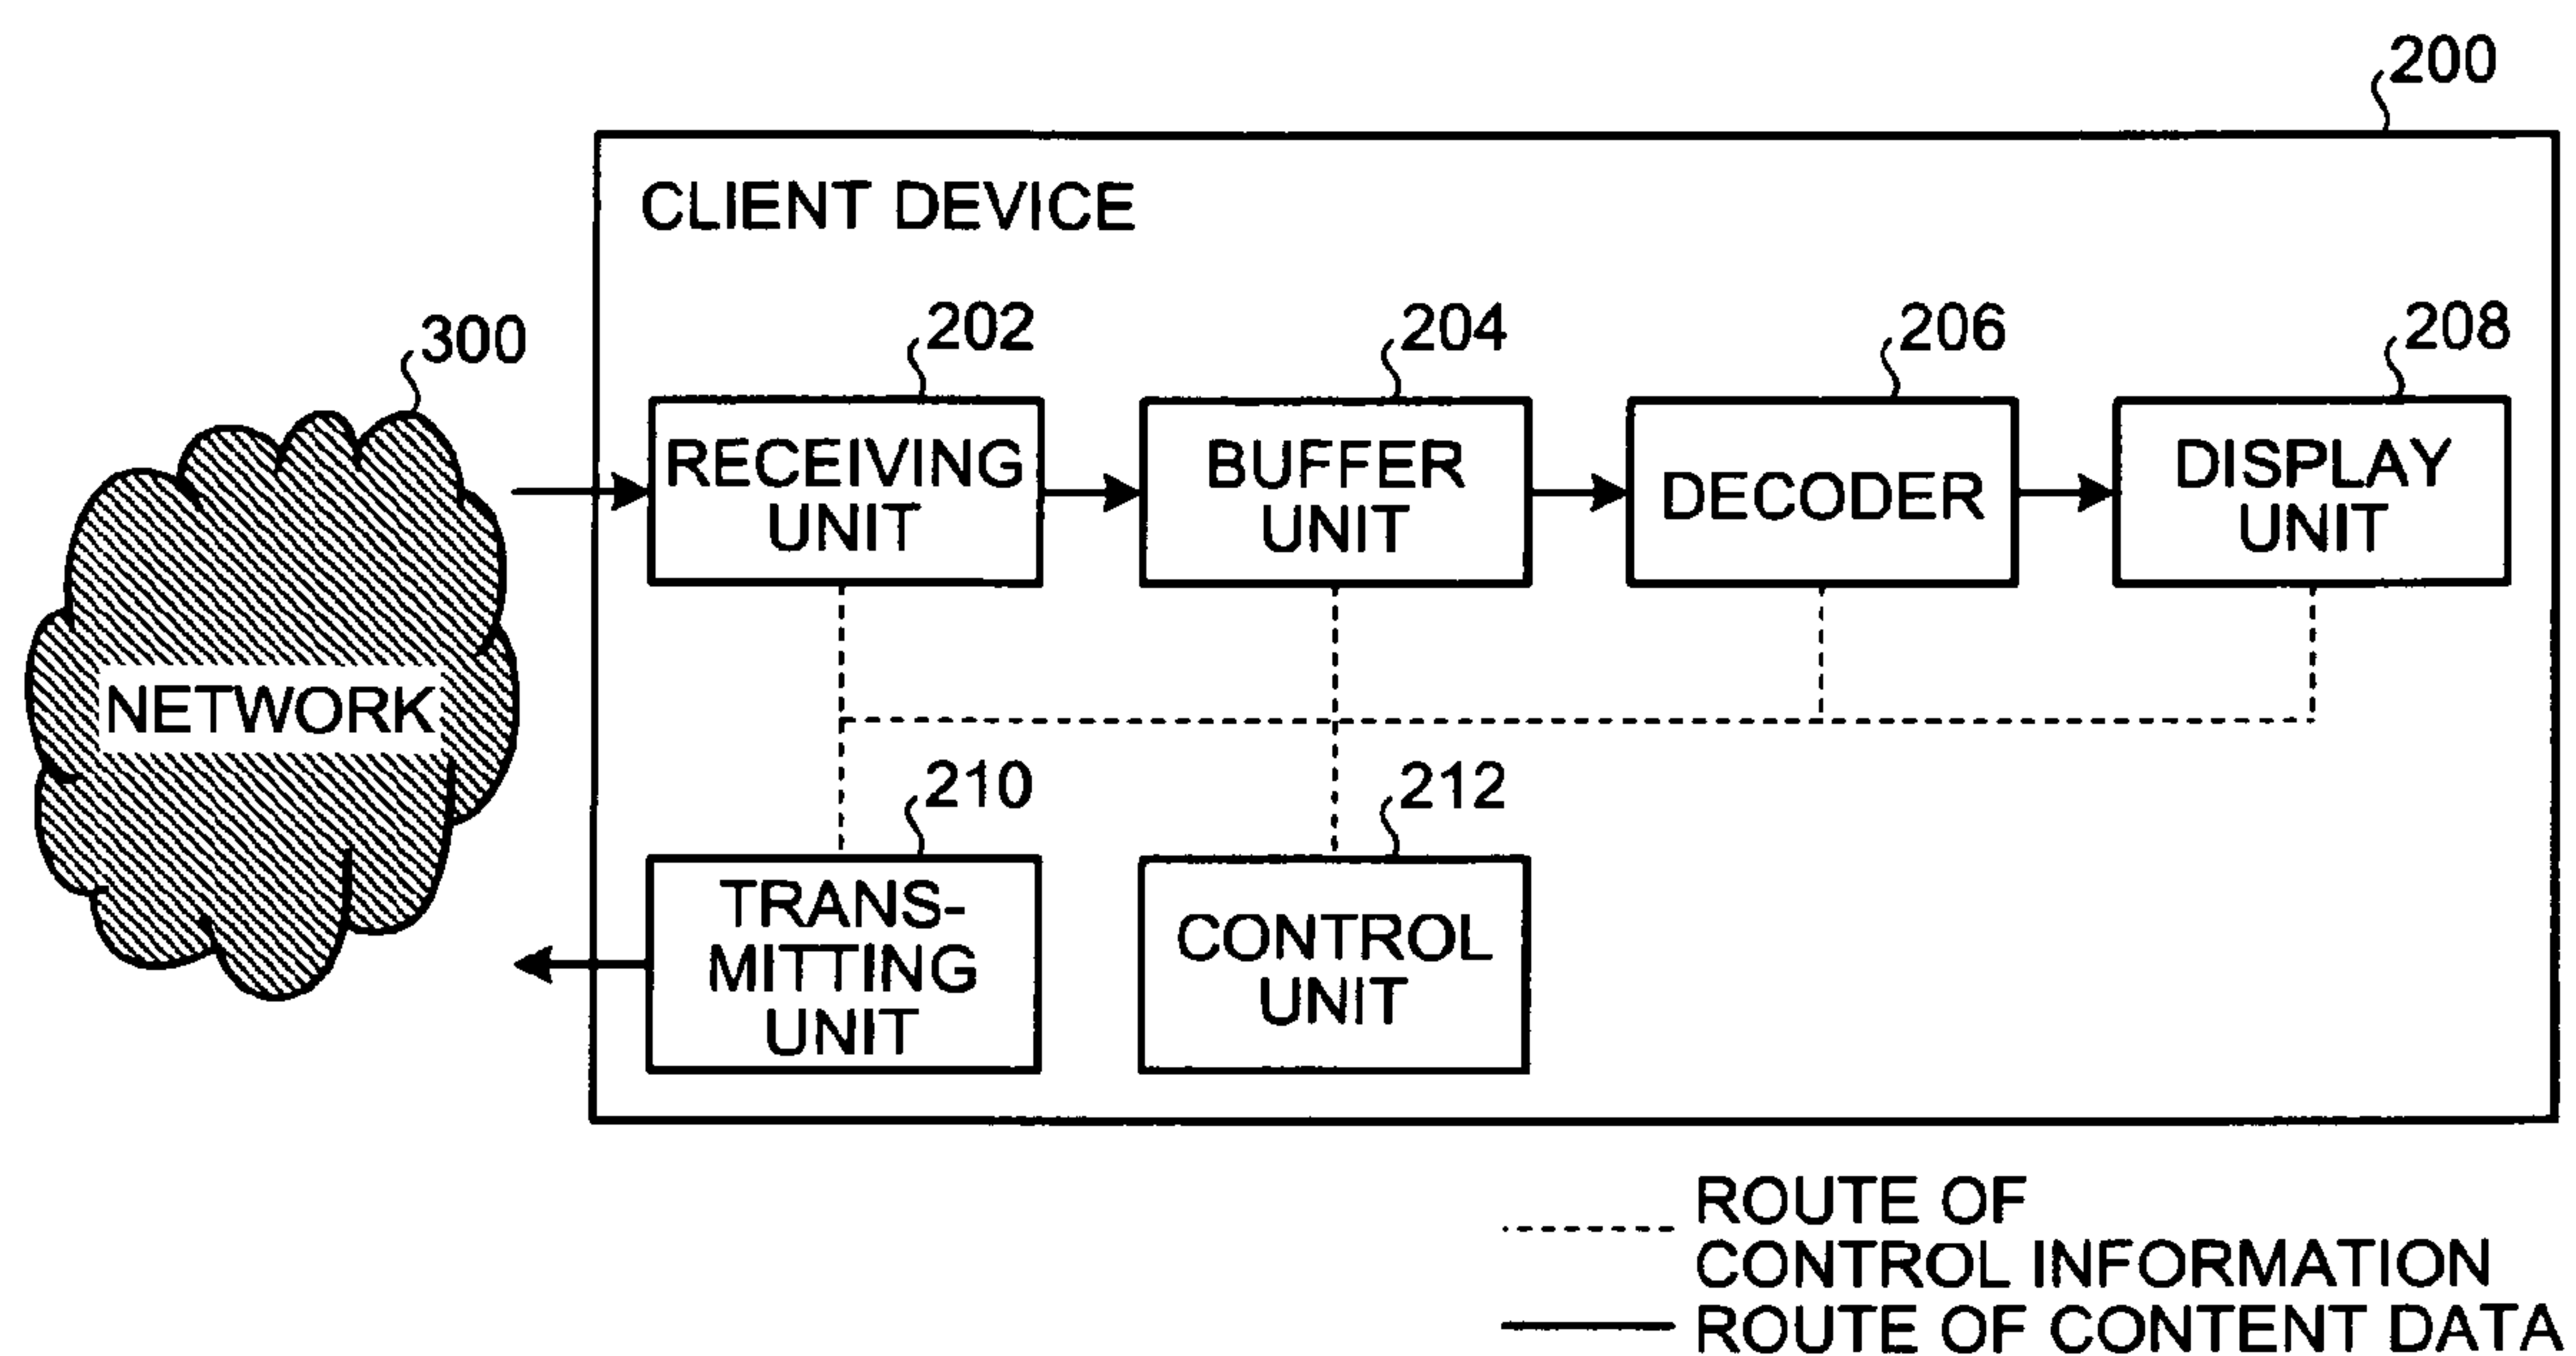 200
CLIENT DEVICE
300
202
204
206
208
RECEIVING
UNIT
BUFFER
UNIT
DECODER
DISPLAY
UNIT
NETWORK
210
212
TRANS-
MITTING
UNIT
CONTROL
UNIT
ROUTE OF
CONTROL INFORMATION
ROUTE OF CONTENT DATA